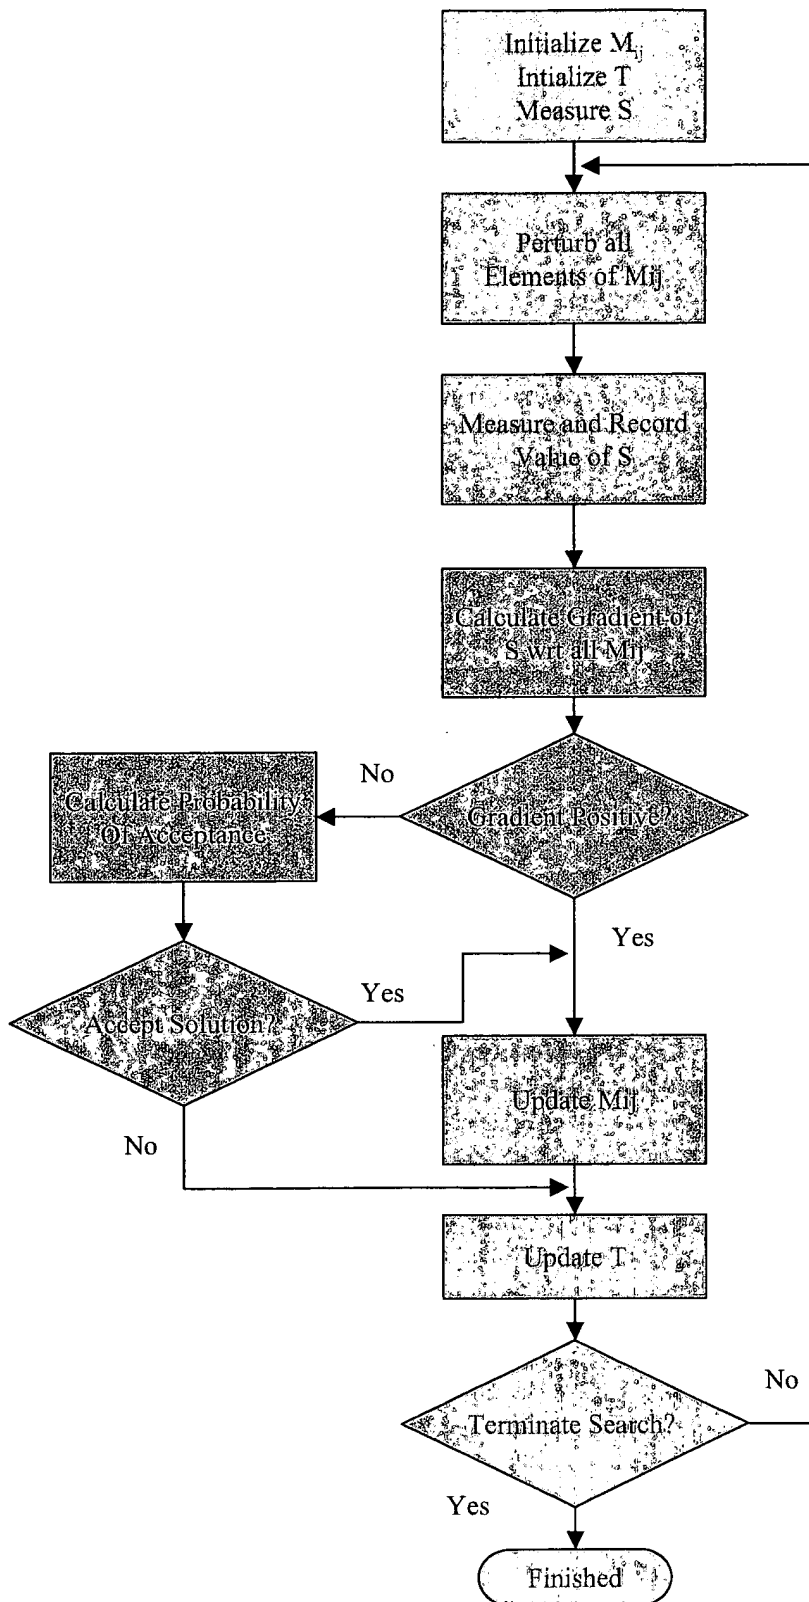 Initialize Mij
Intialize T
Measure S
Perturb all
Elements of Mij
Measure and Record
Value of S
Calculate Gradient of
S wrt all Mij
No
Calculate Probability
Of Acceptance
Gradient Positive?
Yes
Yes
Accept Solution?
Update Mij
No
Update T
No
Terminate Search?
Yes
Finished